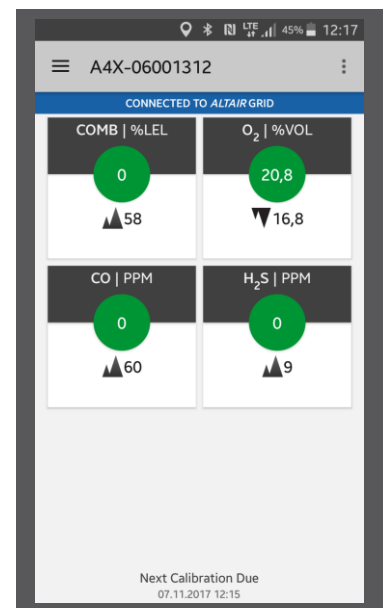 LTE 45% 12:17
A4X-06001312
CONNECTED TO ALTAIR GRID
COMB | %LEL
0
58
O₂ | %VOL
20,8
16,8
CO | PPM
0
60
H₂S | PPM
0
9
Next Calibration Due
07.11.2017 12:15